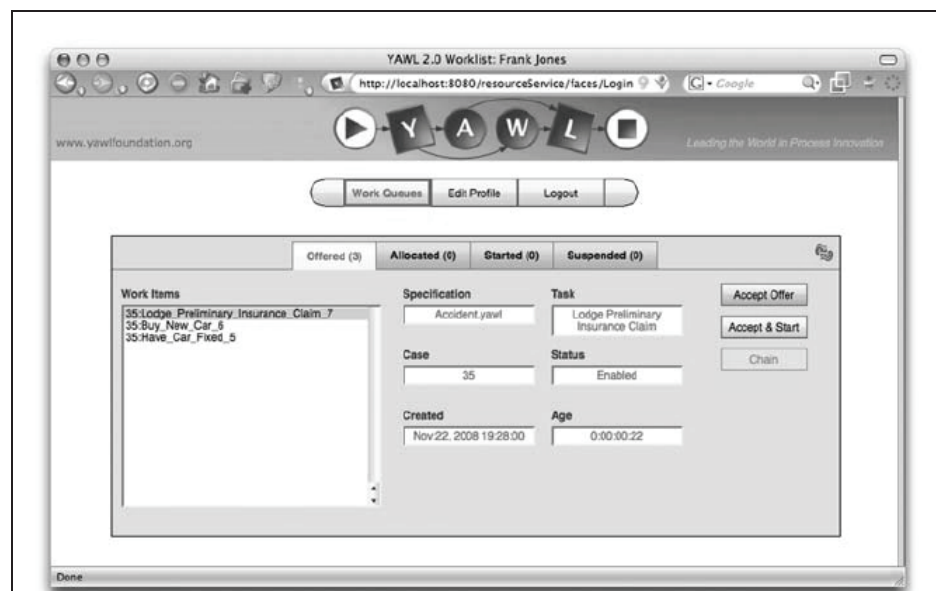 YAWL 2.0 Worklist: Frank Jones
http://localhost:8080/resourceService/faces/Login
G - Google
www.yawlfoundation.org
Y A W L
Leading the World in Process Innovation
Work Queues
Edit Profile
Logout
Offered (3)
Allocated (0)
Started (0)
Suspended (0)
Work Items
35:Lodge_Preliminary_Insurance_Claim_7
35:Buy_New_Car_6
35:Have_Car_Fixed_5
Specification
Accident.yawl
Task
Lodge Preliminary
Insurance Claim
Case
35
Status
Enabled
Created
Nov:22, 2008 19:28:00
Age
0:00:00:22
Accept Offer
Accept & Start
Chain
Done